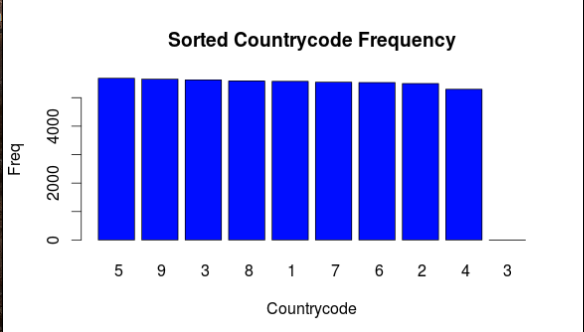 Sorted Countrycode Frequency
Freq
4000
2000
0
5 9 3 8 1 7 6 2 4 3
Countrycode